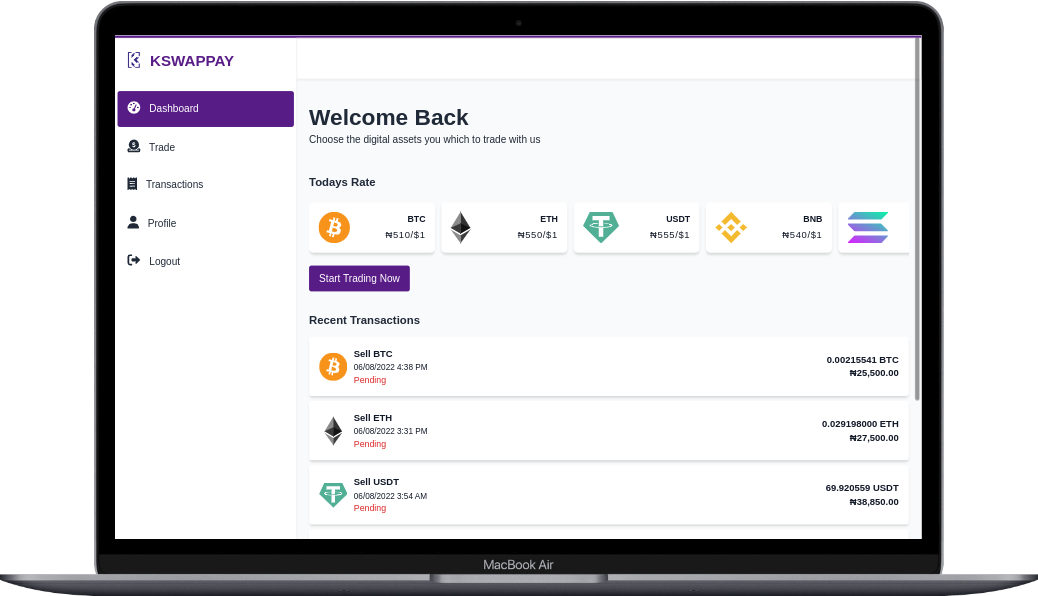 KSWAPPAY
Dashboard
Trade
Transactions
Profile
Logout
Welcome Back
Choose the digital assets you which to trade with us
Todays Rate
BTC
₦510/$1
ETH
₦550/$1
USDT
₦555/$1
BNB
₦540/$1
Start Trading Now
Recent Transactions
Sell BTC
06/08/2022 4:38 PM
Pending
0.00215541 BTC
₦25,500.00
Sell ETH
06/08/2022 3:31 PM
Pending
0.029198000 ETH
₦27,500.00
Sell USDT
06/08/2022 3:54 AM
Pending
69.920559 USDT
₦38,850.00
MacBook Air